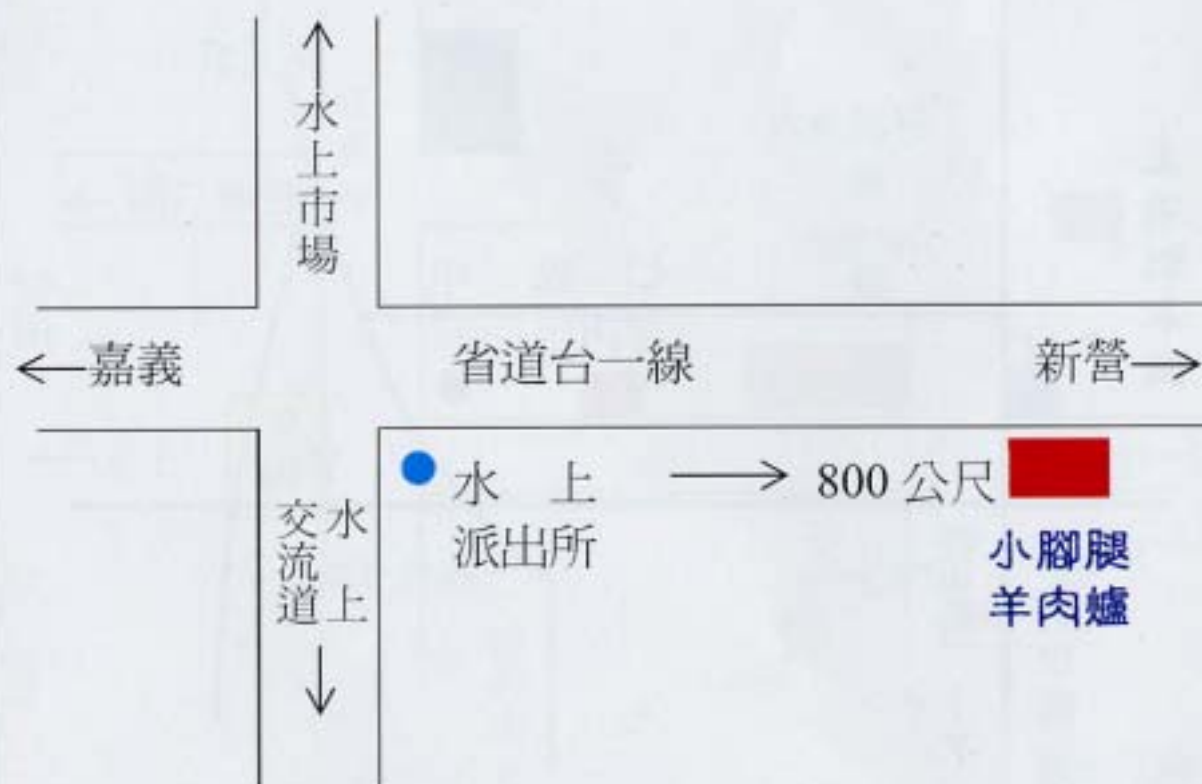 水上市場
嘉義
省道台一線
新營
水上
派出所
800 公尺
小腳腿
羊肉爐
水上
交流道